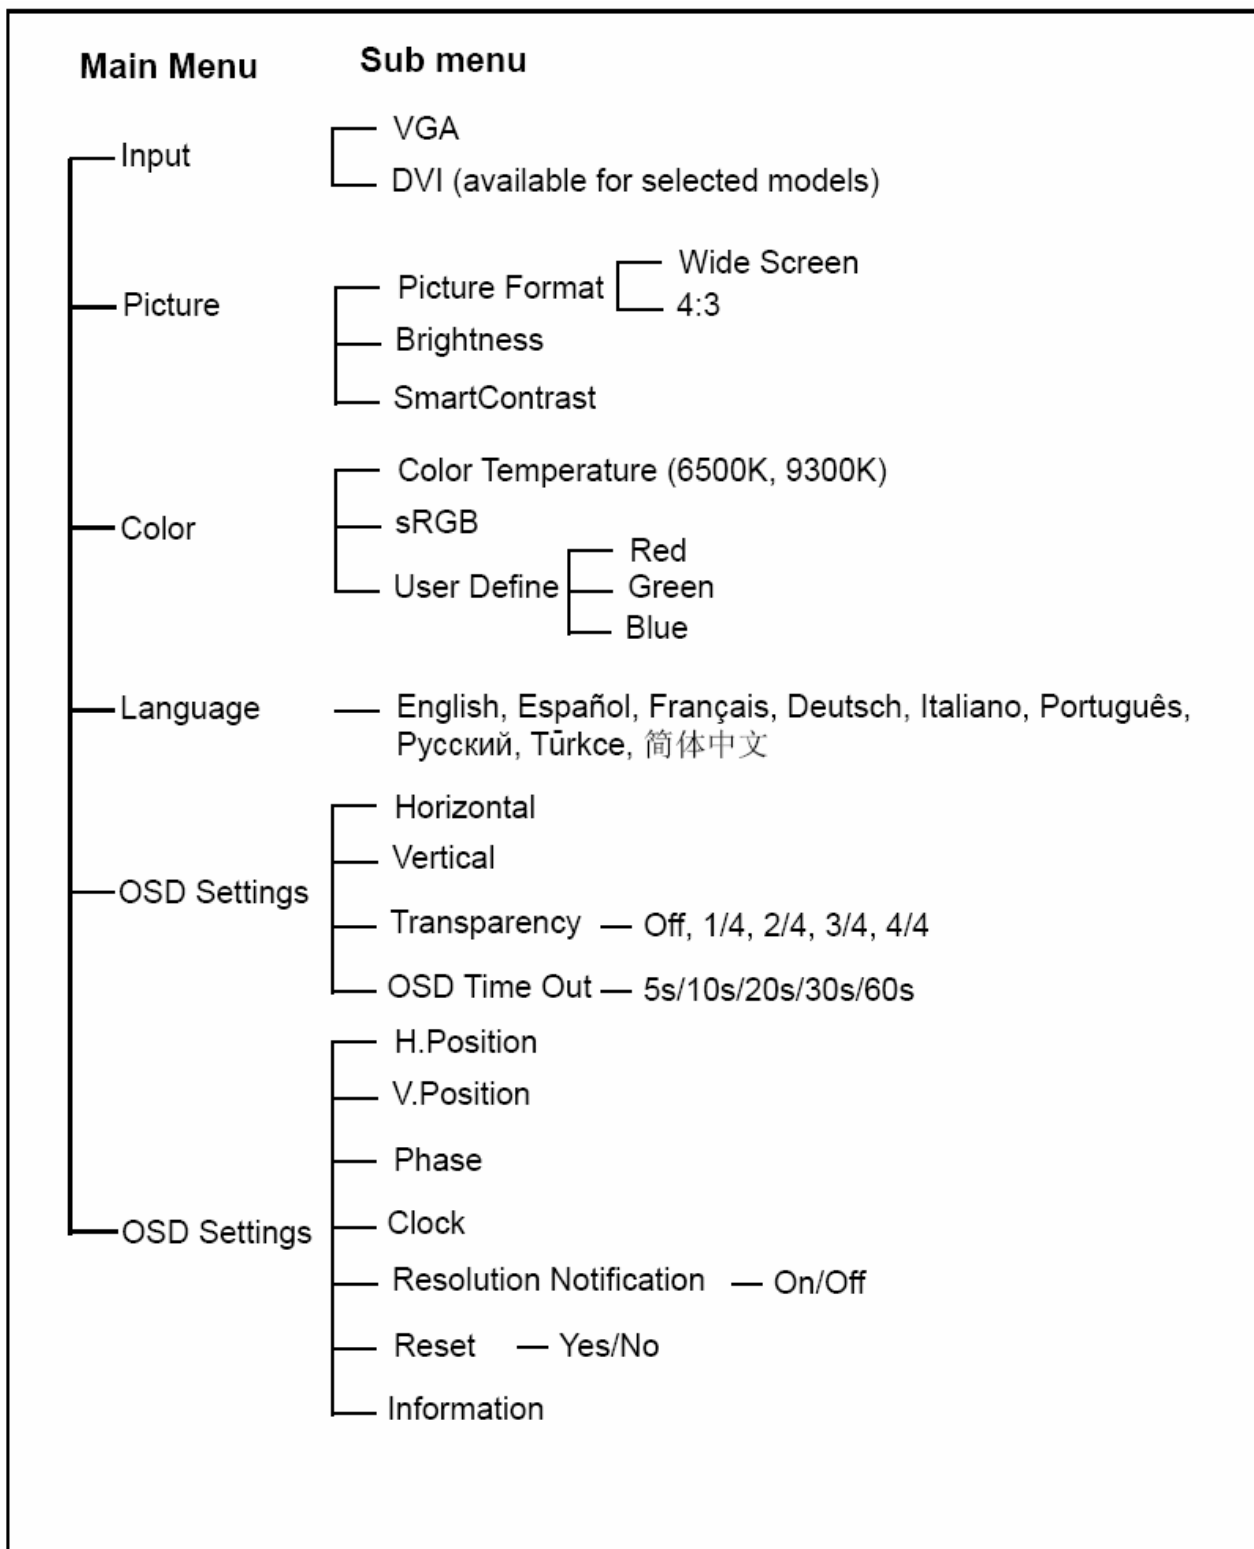 Main Menu Sub menu
VGA
Input
DVI (available for selected models)
Wide Screen
Picture Format
Picture
4:3
Brightness
SmartContrast
Color Temperature (6500K, 9300K)
Color
sRGB
Red
User Define
Green
Blue
Language
English, Español, Français, Deutsch, Italiano, Português,
Русский, Tūrkce, 简体中文
Horizontal
Vertical
OSD Settings
Transparency Off, 1/4, 2/4, 3/4, 4/4
OSD Time Out 5s/10s/20s/30s/60s
H.Position
V.Position
Phase
Clock
OSD Settings
Resolution Notification On/Off
Reset Yes/No
Information